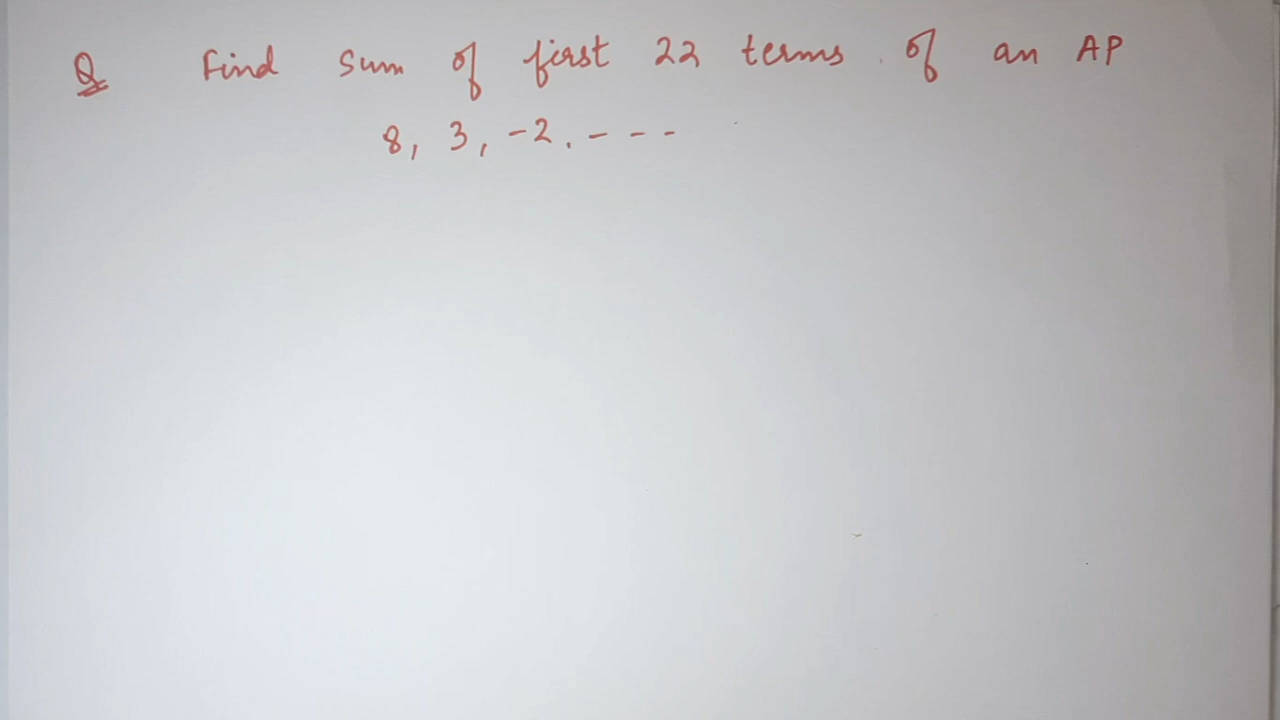 Q Find Sum of first 22 terms of an AP
8, 3, -2, - - -